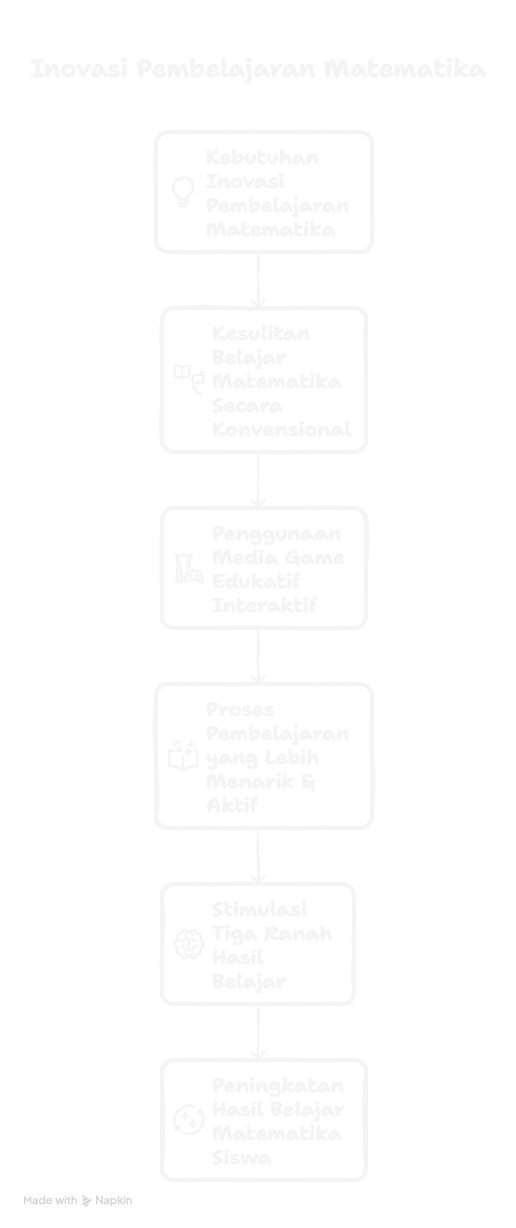 Inovasi Pembelajaran Matematika
Kebutuhan
Inovasi
Pembelajaran
Matematika
Kesulitan
Belajar
Matematika
Secara
Konvensional
Penggunaan
Media Game
Edukatif
Interaktif
Proses
Pembelajaran
yang Lebih
Menarik &
Aktif
Stimulasi
Tiga Ranah
Hasil
Belajar
Peningkatan
Hasil Belajar
Matematika
Siswa
Made with Napkin